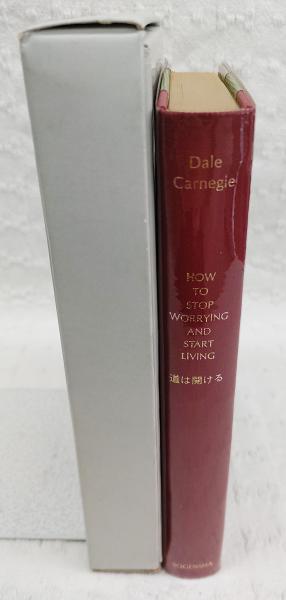 Dale
Carnegie
HOW
TO
STOP
WORRYING
AND
START
LIVING
道は開ける
SOGENSHA